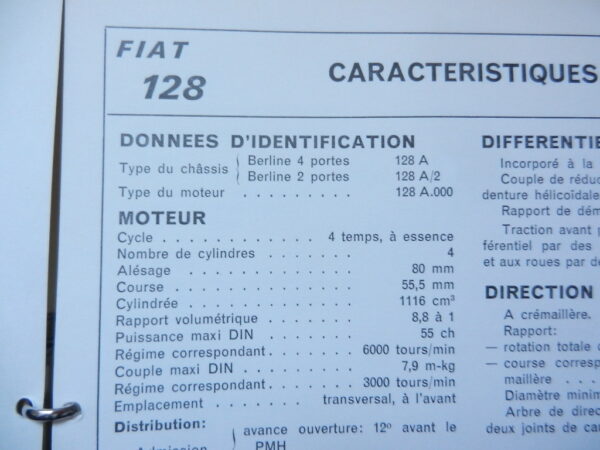 FIAT
128
CARACTERISTIQUES
DONNEES D'IDENTIFICATION
Type du châssis { Berline 4 portes 128 A
Berline 2 portes 128 A/2
Type du moteur . . . . . . . . . 128 A.000
MOTEUR
Cycle . . . . . . . . . . . 4 temps, à essence
Nombre de cylindres . . . . . . . 4
Alésage . . . . . . . . . . . 80 mm
Course . . . . . . . . . . . 55,5 mm
Cylindrée . . . . . . . . . . . 1116 cm³
Rapport volumétrique . . . . . . . 8,8 à 1
Puissance maxi DIN . . . . . . . 55 ch
Régime correspondant . . . . . . . 6000 tours/min
Couple maxi DIN . . . . . . . . 7,9 m-kg
Régime correspondant . . . . . . . 3000 tours/min
Emplacement . . . . . . . transversal, à l'avant
Distribution:
avance ouverture: 12º avant le
PMH
DIFFERENTIE
Incorporé à la
Couple de rédu
denture hélicoïdale
Rapport de dém
Traction avant
férentiel par des
et aux roues par de
DIRECTION
A crémaillère.
Rapport:
— rotation totale
— course corresp
maillère . . .
Diamètre minim
Arbre de direc
deux joints de car